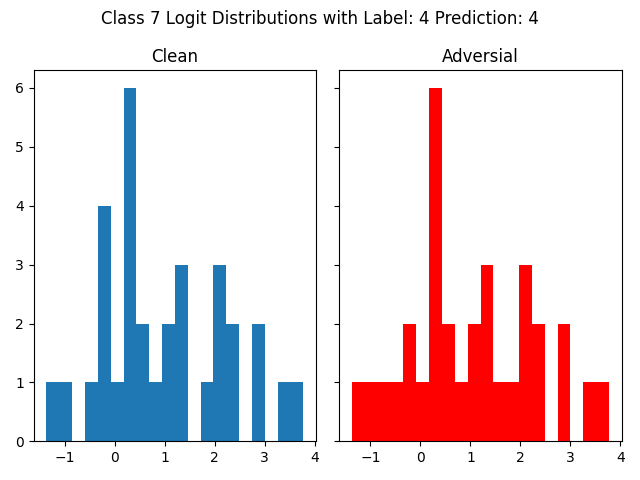 Class 7 Logit Distributions with Label: 4 Prediction: 4
Clean
Adversial
6
5
4
3
2
1
0
−1 0 1 2 3 4
−1 0 1 2 3 4